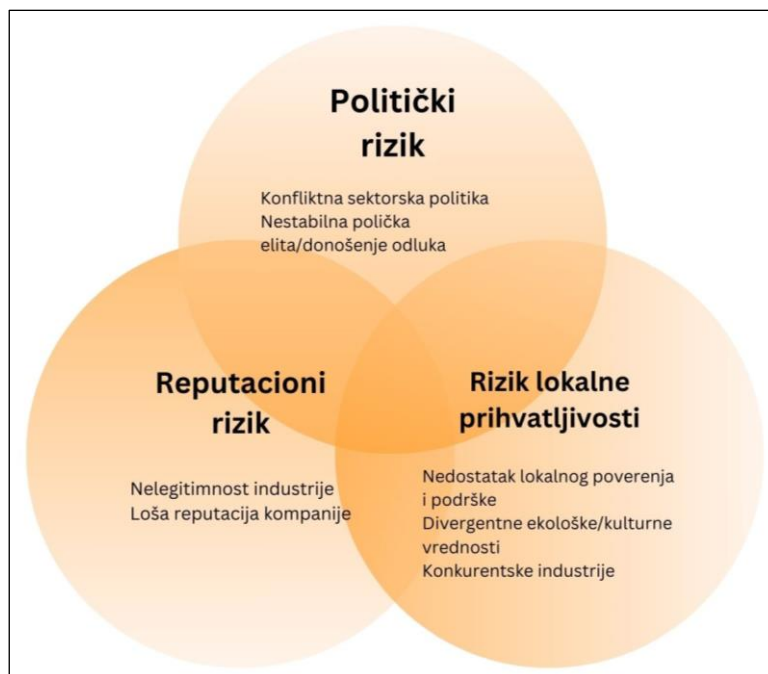 Politički
rizik
Konfliktna sektorska politika
Nestabilna polička
elita/donošenje odluka
Reputacioni
rizik
Nelegitimnost industrije
Loša reputacija kompanije
Rizik lokalne
prihvatljivosti
Nedostatak lokalnog poverenja
i podrške
Divergentne ekološke/kulturne
vrednosti
Konkurentske industrije